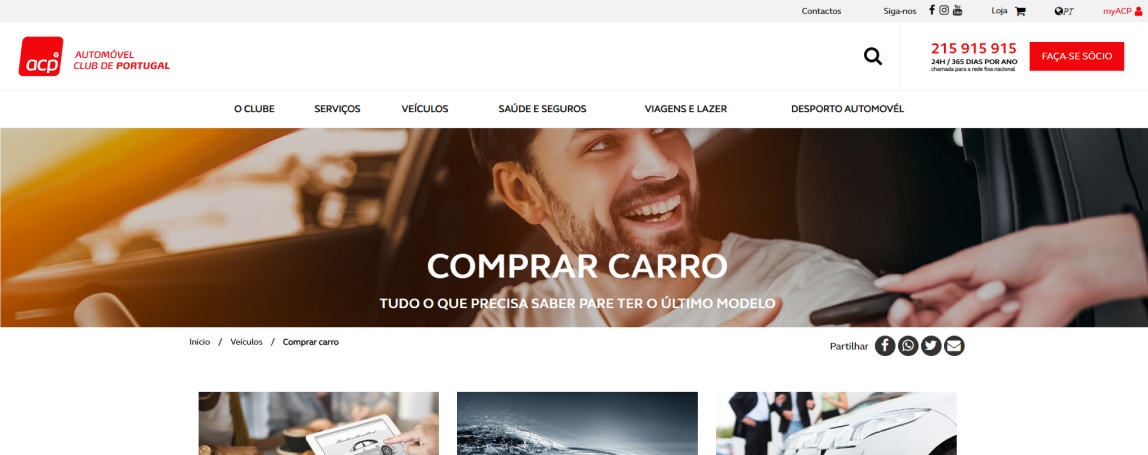 Contactos
Siga-nos
Loja
PT
myACP
acp
AUTOMÓVEL
CLUB DE PORTUGAL
215 915 915
24H / 365 DIAS POR ANO
chamada para a rede fixa nacional
FAÇA-SE SÓCIO
O CLUBE
SERVIÇOS
VEÍCULOS
SAÚDE E SEGUROS
VIAGENS E LAZER
DESPORTO AUTOMOVÉL
COMPRAR CARRO
TUDO O QUE PRECISA SABER PARE TER O ÚLTIMO MODELO
Início / Veículos / Comprar carro
Partilhar